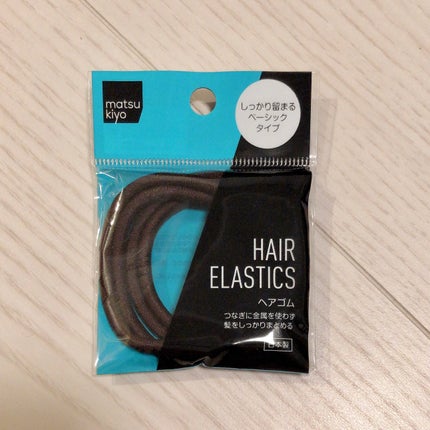 matsu
kiyo
しっかり留まる
ベーシック
タイプ
HAIR
ELASTICS
ヘアゴム
つなぎに金属を使わず
髪をしっかりまとめる
日本製